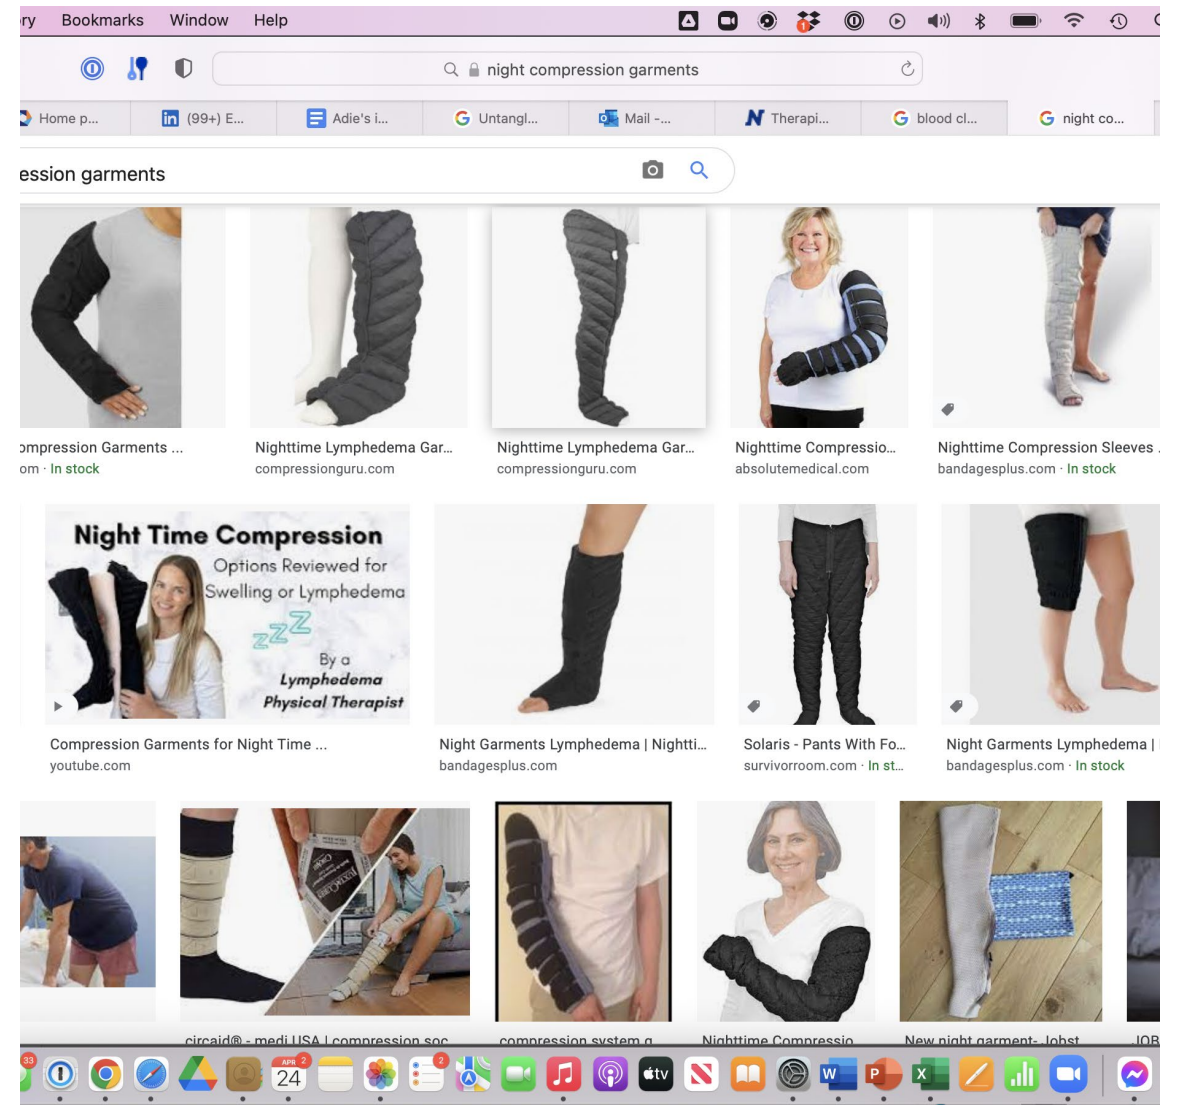 ry Bookmarks Window Help
1
night compression garments
Home p...
in (99+) E...
Adie's i...
G Untangl...
Mail -...
N Therapi...
G blood cl...
G night co...
ession garments
ompression Garments ...
om · In stock
Nighttime Lymphedema Gar...
compressionguru.com
Nighttime Lymphedema Gar...
compressionguru.com
Nighttime Compressio...
absolutemedical.com
Nighttime Compression Sleeves .
bandagesplus.com · In stock
Night Time Compression
Options Reviewed for
Swelling or Lymphedema
zzZ
By a
Lymphedema
Physical Therapist
Compression Garments for Night Time ...
youtube.com
Night Garments Lymphedema | Nightti...
bandagesplus.com
Solaris - Pants With Fo...
survivorroom.com · In st...
Night Garments Lymphedema |
bandagesplus.com · In stock
JUXTACURES
circaid® - medi USA | compression soc
compression system g
Nighttime Compressio
New night garment- Jobst
JOB
33
APR 2
24
2
tv
W
P
X